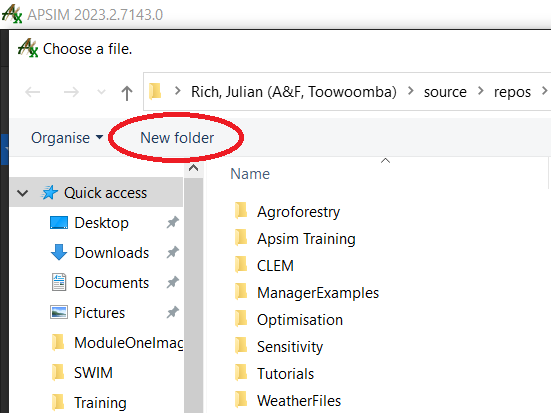 APSIM 2023.2.7143.0
Choose a file.
Rich, Julian (A&F, Toowoomba) source repos
Organise New folder
Name
Quick access
Desktop
Downloads
Documents
Pictures
ModuleOneImag
SWIM
Training
Agroforestry
Apsim Training
CLEM
ManagerExamples
Optimisation
Sensitivity
Tutorials
WeatherFiles